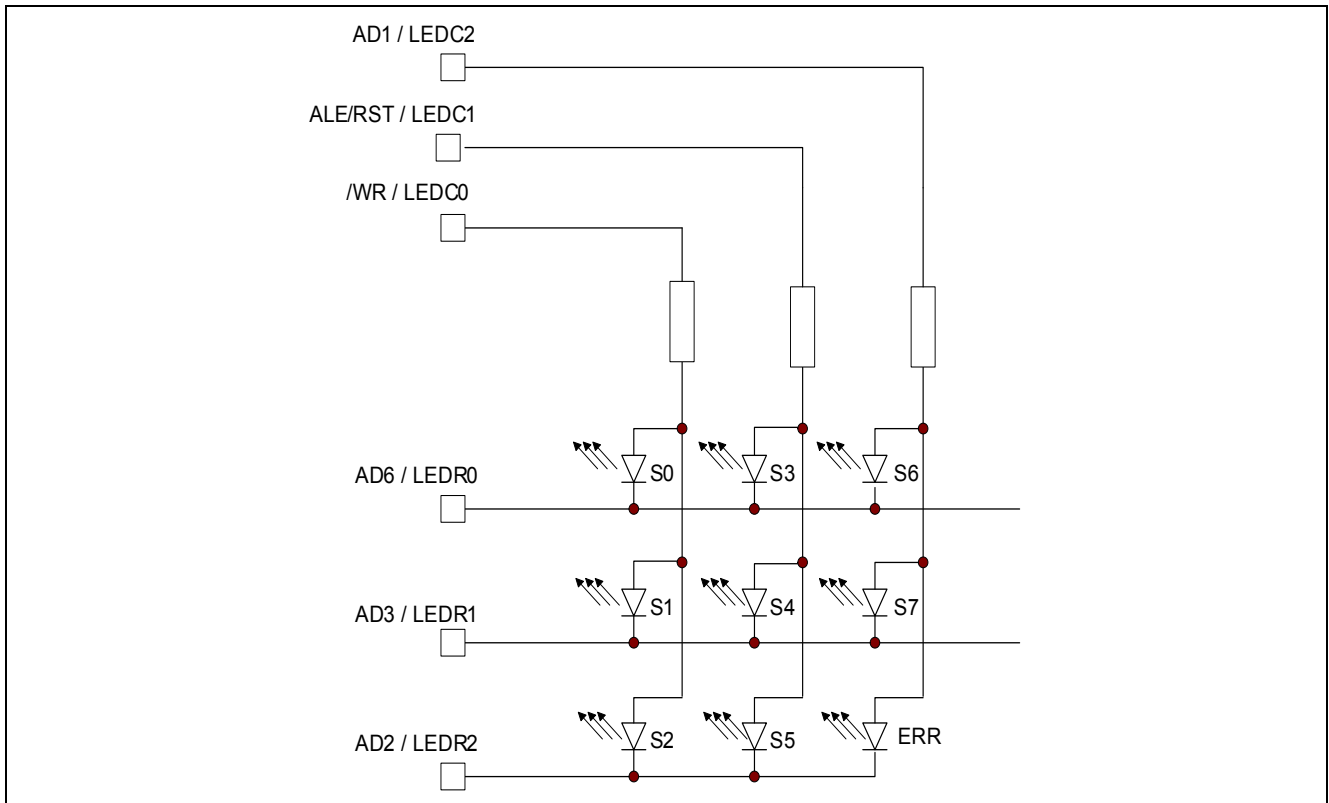 AD1 / LEDC2
ALE/RST / LEDC1
/WR / LEDC0
S0
S3
S6
AD6 / LEDR0
S1
S4
S7
AD3 / LEDR1
S2
S5
ERR
AD2 / LEDR2